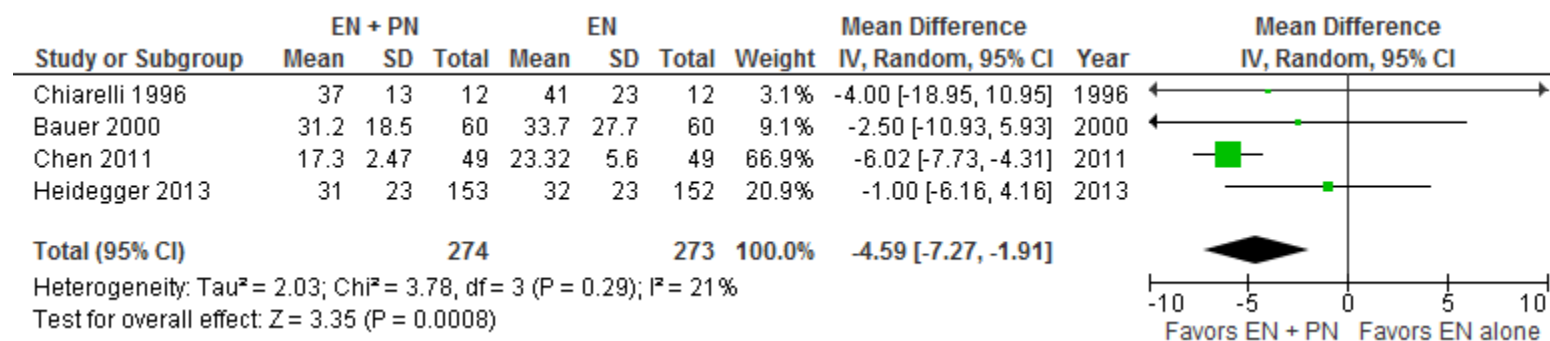 EN + PN EN Mean Difference Mean Difference
Study or Subgroup Mean SD Total Mean SD Total Weight IV, Random, 95% CI Year IV, Random, 95% CI
Chiarelli 1996 37 13 12 41 23 12 3.1% -4.00 [-18.95, 10.95] 1996
Bauer 2000 31.2 18.5 60 33.7 27.7 60 9.1% -2.50 [-10.93, 5.93] 2000
Chen 2011 17.3 2.47 49 23.32 5.6 49 66.9% -6.02 [-7.73, -4.31] 2011
Heidegger 2013 31 23 153 32 23 152 20.9% -1.00 [-6.16, 4.16] 2013
Total (95% CI) 274 273 100.0% -4.59 [-7.27, -1.91]
Heterogeneity: Tau² = 2.03; Chi² = 3.78, df = 3 (P = 0.29); I² = 21%
Test for overall effect: Z = 3.35 (P = 0.0008)
-10 -5 0 5 10
Favors EN + PN Favors EN alone